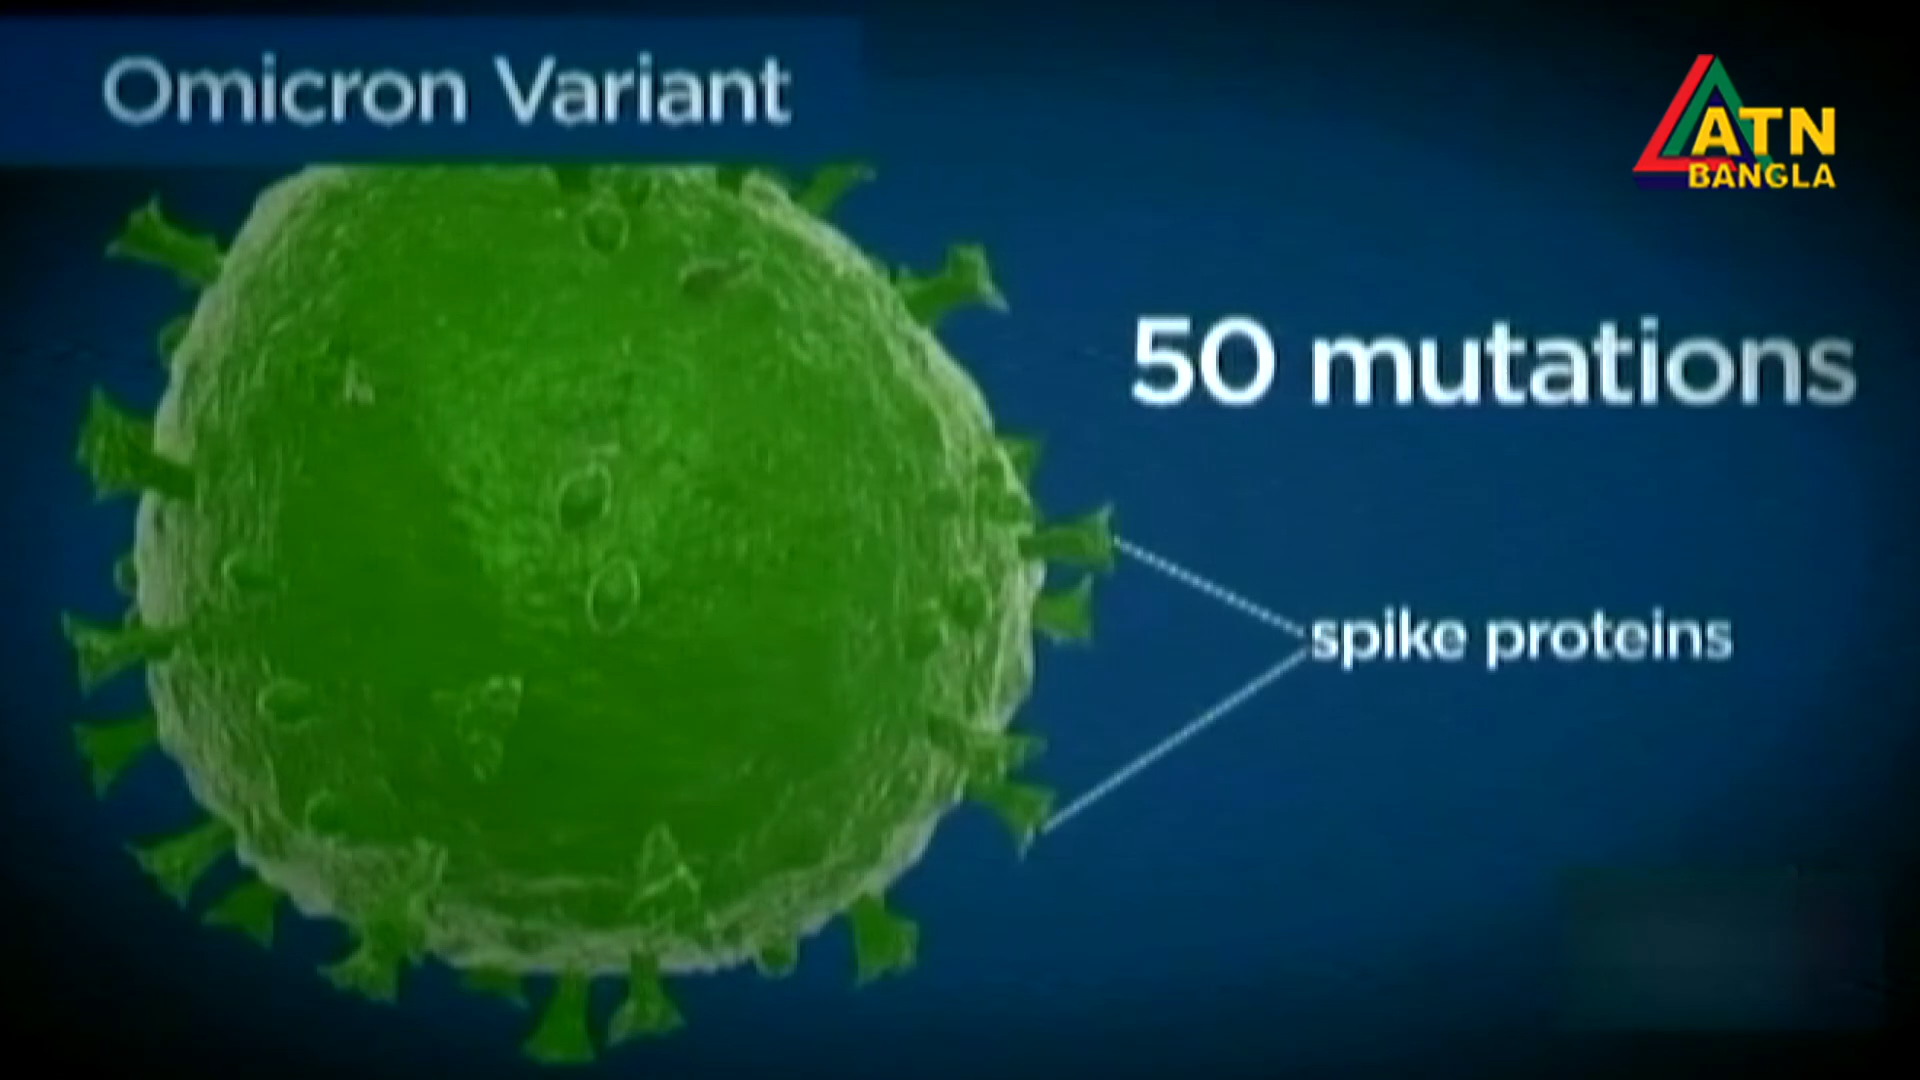 Omicron Variant
ATN
BANGLA
50 mutations
spike proteins